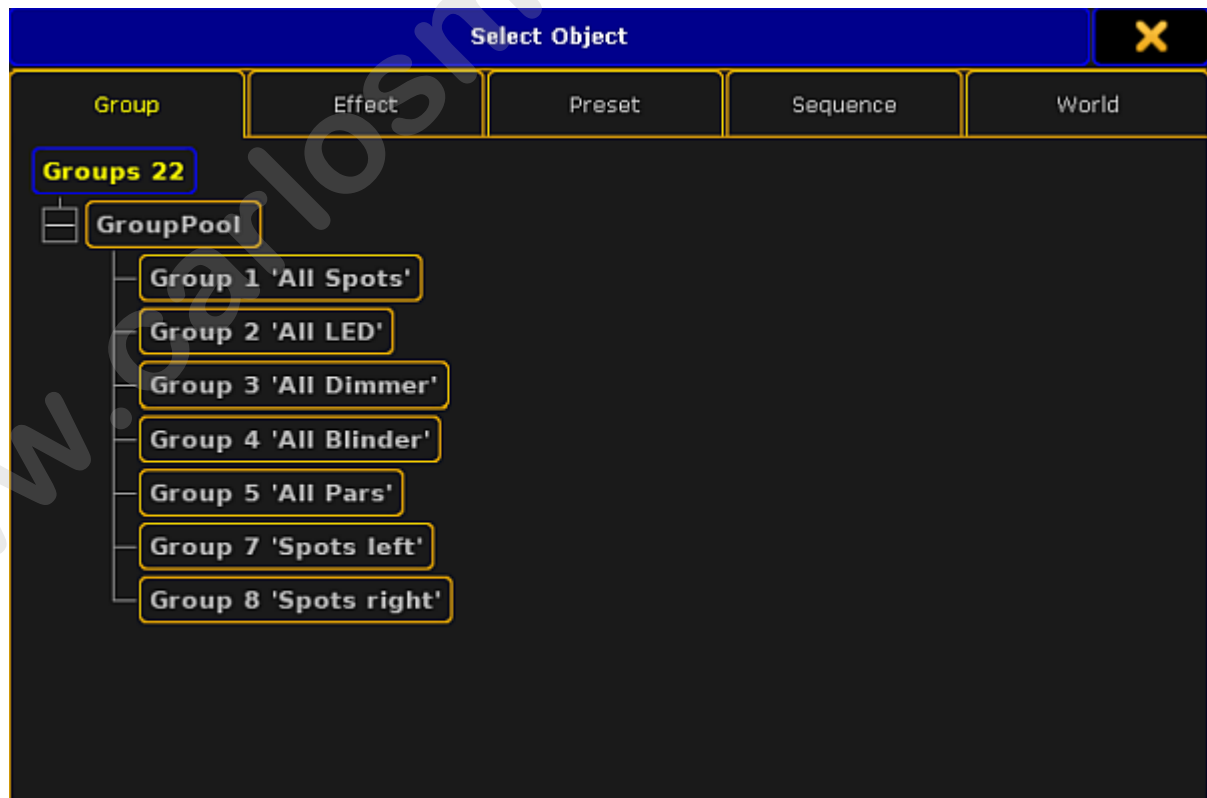 Select Object
Group Effect Preset Sequence World
Groups 22
GroupPool
Group 1 'All Spots'
Group 2 'All LED'
Group 3 'All Dimmer'
Group 4 'All Blinder'
Group 5 'All Pars'
Group 7 'Spots left'
Group 8 'Spots right'